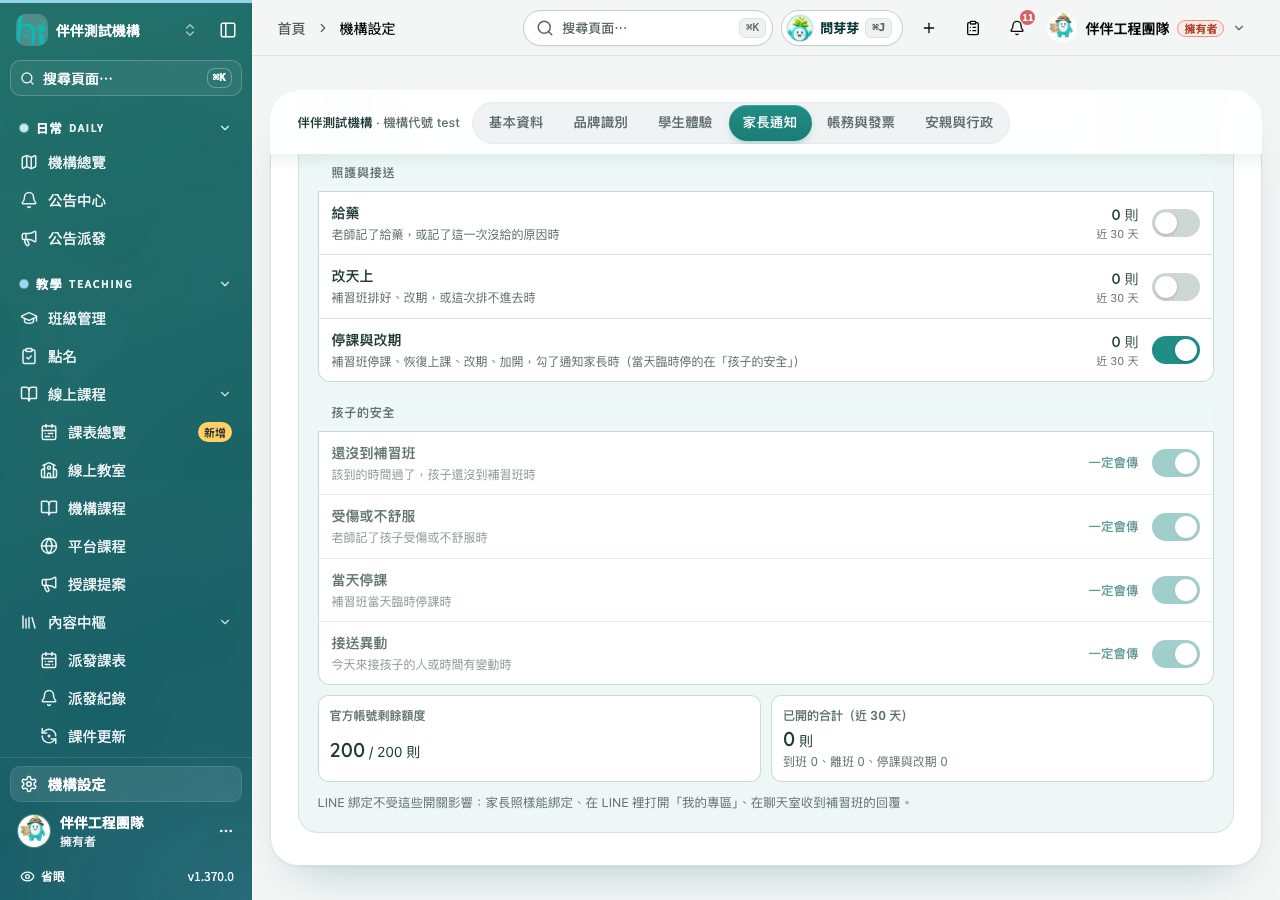 伴伴測試機構
搜尋頁面⋯
⌘K
日常 DAILY
機構總覽
公告中心
公告派發
教學 TEACHING
班級管理
點名
線上課程
課表總覽
新增
線上教室
機構課程
平台課程
授課提案
內容中樞
派發課表
派發紀錄
課件更新
機構設定
伴伴工程團隊
擁有者
省眼
v1.370.0
首頁
機構設定
搜尋頁面⋯
⌘K
問芽芽
⌘J
11
伴伴工程團隊
擁有者
伴伴測試機構 · 機構代號 test
基本資料
品牌識別
學生體驗
家長通知
帳務與發票
安親與行政
照護與接送
給藥
老師記了給藥，或記了這一次沒給的原因時
0 則
近 30 天
改天上
補習班排好、改期，或這次排不進去時
0 則
近 30 天
停課與改期
補習班停課、恢復上課、改期、加開，勾了通知家長時（當天臨時停的在「孩子的安全」）
0 則
近 30 天
孩子的安全
還沒到補習班
該到的時間過了，孩子還沒到補習班時
一定會傳
受傷或不舒服
老師記了孩子受傷或不舒服時
一定會傳
當天停課
補習班當天臨時停課時
一定會傳
接送異動
今天來接孩子的人或時間有變動時
一定會傳
官方帳號剩餘額度
200 / 200 則
已開的合計（近 30 天）
0 則
到班 0、離班 0、停課與改期 0
LINE 綁定不受這些開關影響：家長照樣能綁定、在 LINE 裡打開「我的專區」、在聊天室收到補習班的回覆。